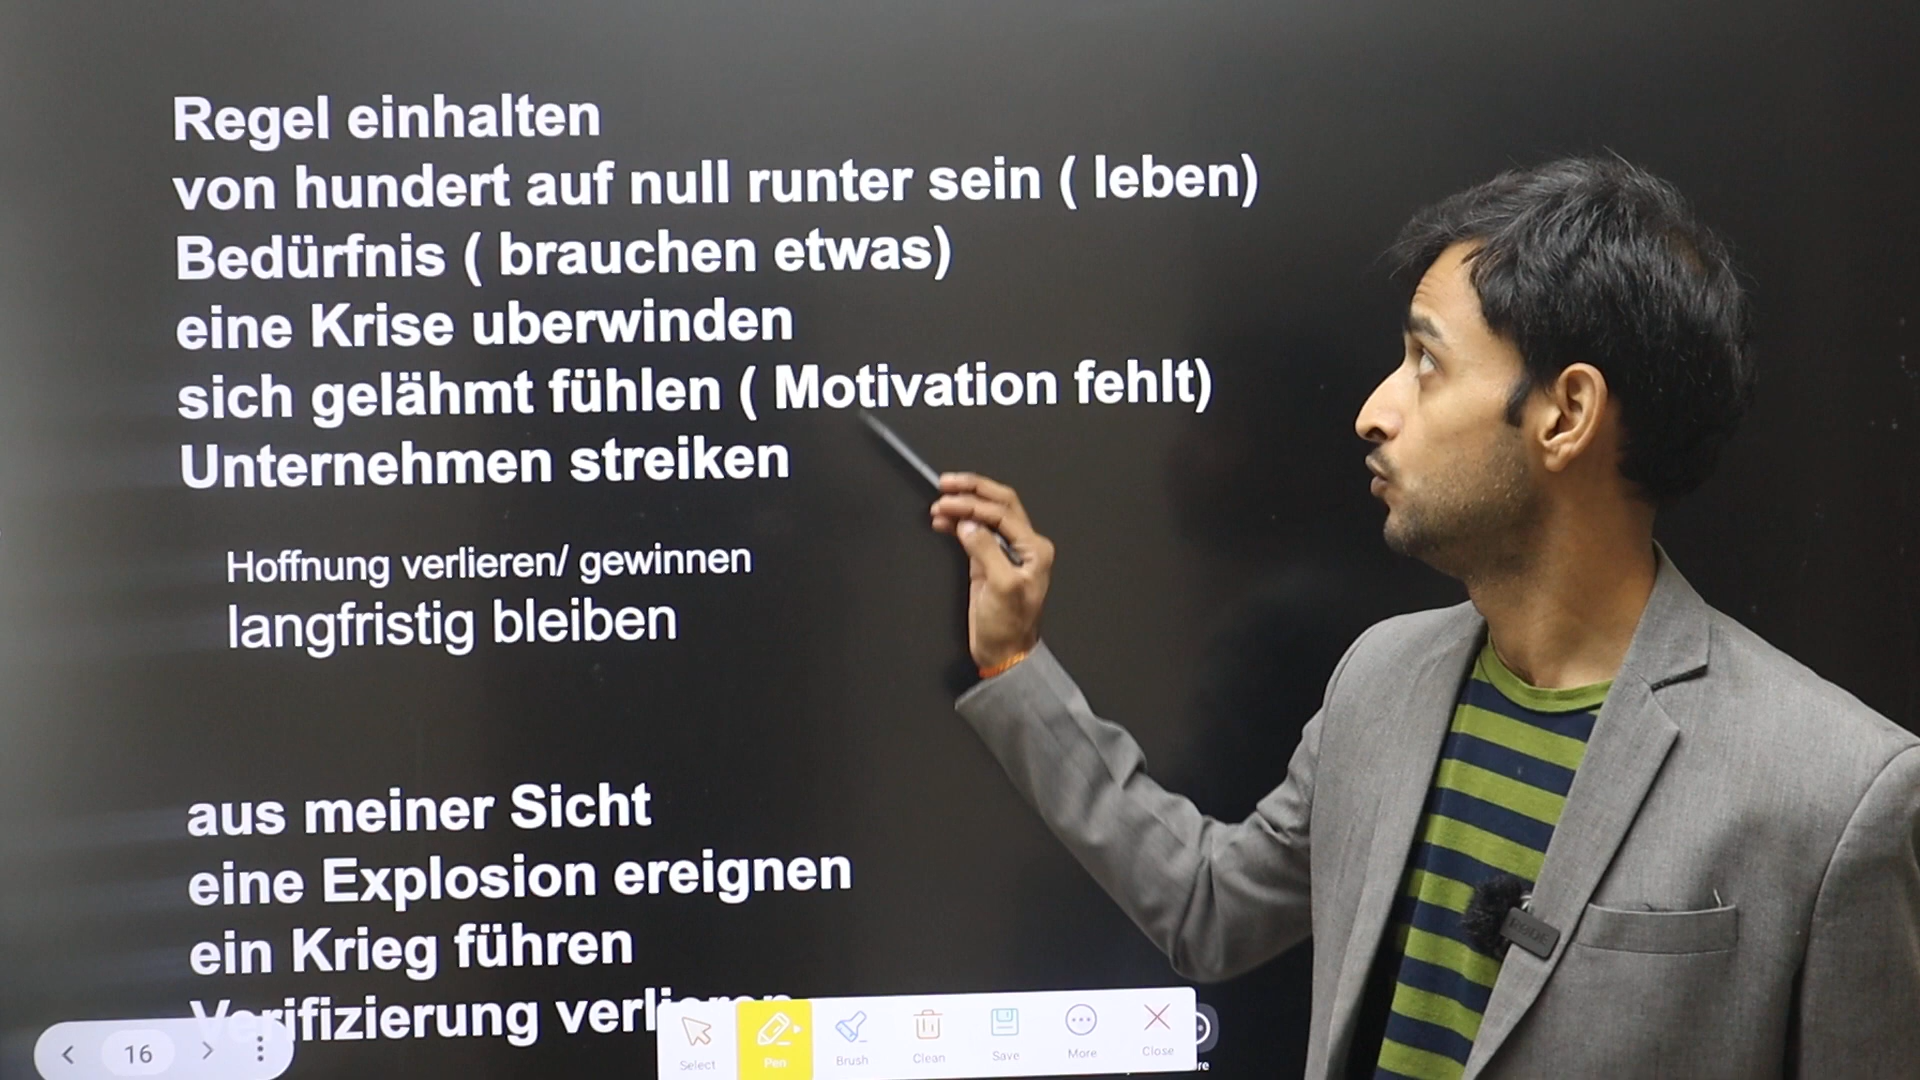 Regel einhalten
von hundert auf null runter sein ( leben)
Bedürfnis ( brauchen etwas)
eine Krise uberwinden
sich gelähmt fühlen ( Motivation fehlt)
Unternehmen streiken
Hoffnung verlieren/ gewinnen
langfristig bleiben
aus meiner Sicht
eine Explosion ereignen
ein Krieg führen
Verifizierung verlieren
16
Select Pen Brush Clean Save More Close